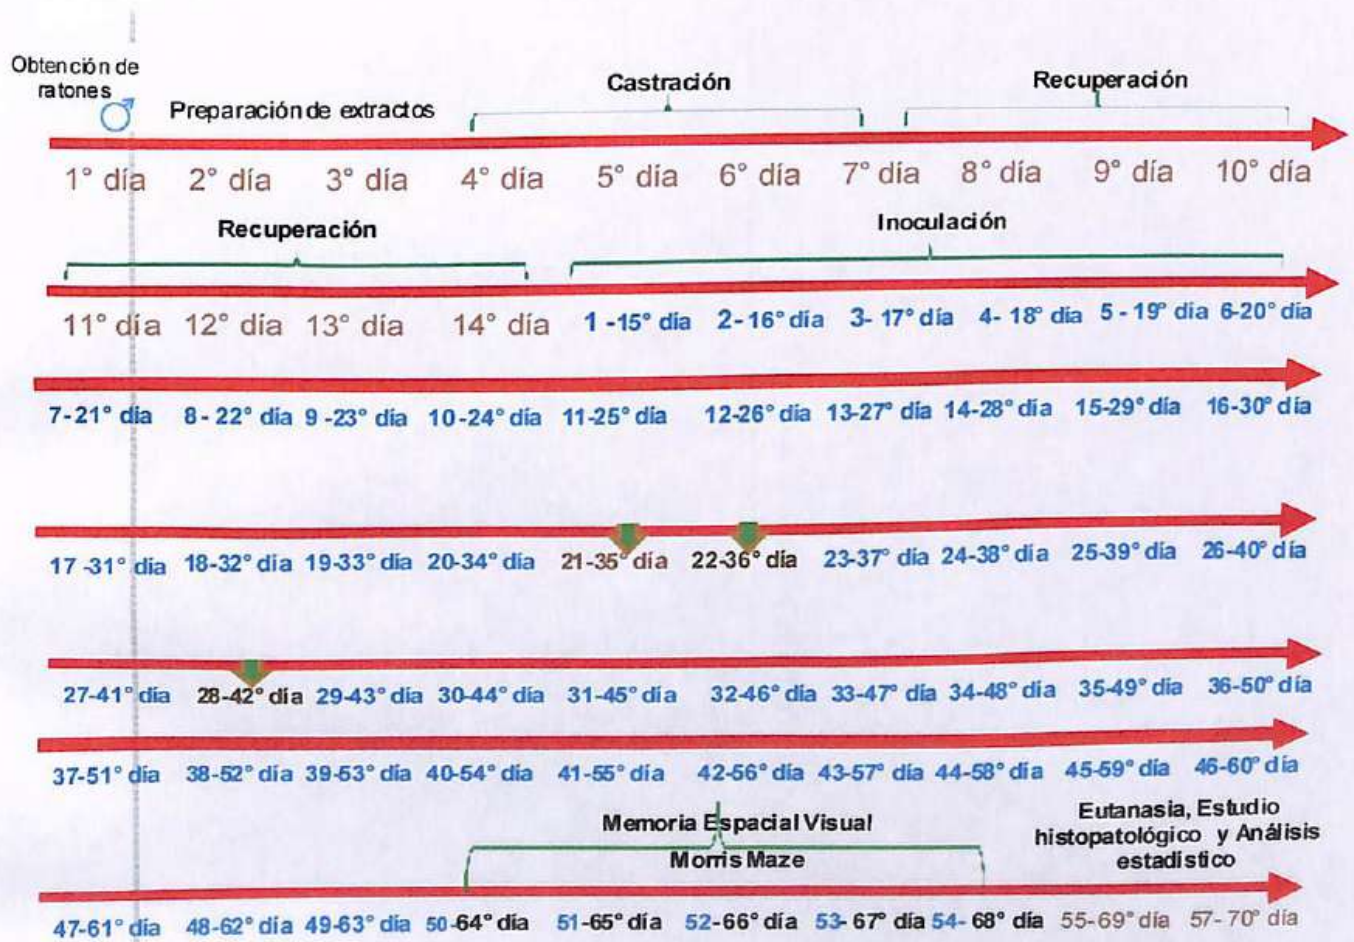 Obtención de
ratones
Preparación de extractos
Castración
Recuperación
1° día 2° día 3° día 4° día 5° día 6° día 7° día 8° día 9° día 10° día
Recuperación
Inoculación
11° día 12° día 13° día 14° día 1 -15° día 2- 16° día 3- 17° día 4- 18° día 5 - 19° día 6-20° día
7-21° día 8 - 22° día 9 -23° día 10-24° día 11-25° día 12-26° día 13-27° día 14-28° día 15-29° día 16-30° día
17 -31° día 18-32° día 19-33° día 20-34° día 21-35° día 22-36° día 23-37° día 24-38° día 25-39° día 26-40° día
27-41° día 28-42° día 29-43° día 30-44° día 31-45° día 32-46° día 33-47° día 34-48° día 35-49° día 36-50° día
37-51° día 38-52° día 39-53° día 40-54° día 41-55° día 42-56° día 43-57° día 44-58° día 45-59° día 46-60° día
Memoria Espacial Visual
Morris Maze
Eutanasia, Estudio
histopatológico y Análisis
estadístico
47-61° día 48-62° día 49-63° día 50-64° día 51-65° día 52-66° día 53- 67° día 54- 68° día 55-69° día 57- 70° día